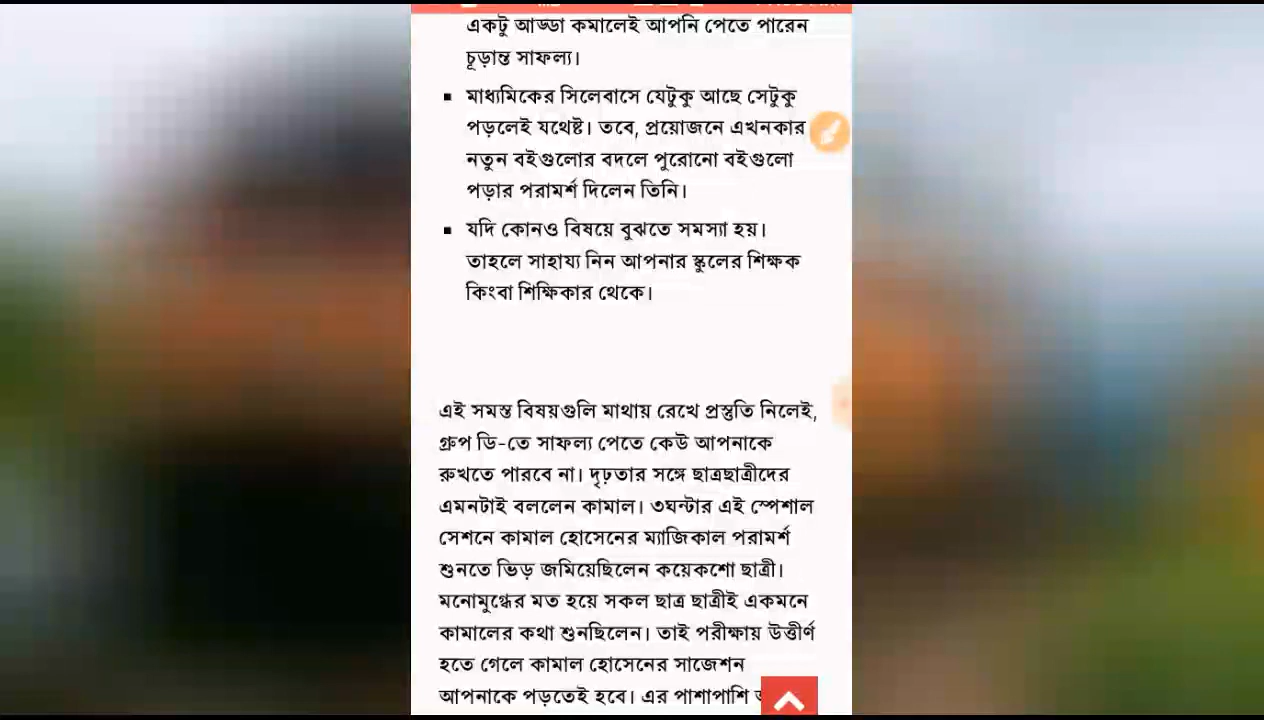 একটু আড্ডা কমালেই আপনি পেতে পারেন
চূড়ান্ত সাফল্য।
▪ মাধ্যমিকের সিলেবাসে যেটুকু আছে সেটুকু
পড়লেই যথেষ্ট। তবে, প্রয়োজনে এখনকার
নতুন বইগুলোর বদলে পুরোনো বইগুলো
পড়ার পরামর্শ দিলেন তিনি।
▪ যদি কোনও বিষয়ে বুঝতে সমস্যা হয়।
তাহলে সাহায্য নিন আপনার স্কুলের শিক্ষক
কিংবা শিক্ষিকার থেকে।
এই সমস্ত বিষয়গুলি মাথায় রেখে প্রস্তুতি নিলেই,
গ্রুপ ডি-তে সাফল্য পেতে কেউ আপনাকে
রুখতে পারবে না। দৃঢ়তার সঙ্গে ছাত্রছাত্রীদের
এমনটাই বললেন কামাল। ৩ঘন্টার এই স্পেশাল
সেশনে কামাল হোসেনের ম্যাজিকাল পরামর্শ
শুনতে ভিড় জমিয়েছিলেন কয়েকশো ছাত্রী।
মনোমুগ্ধের মত হয়ে সকল ছাত্র ছাত্রীই একমনে
কামালের কথা শুনছিলেন। তাই পরীক্ষায় উত্তীর্ণ
হতে গেলে কামাল হোসেনের সাজেশন
আপনাকে পড়তেই হবে। এর পাশাপাশি